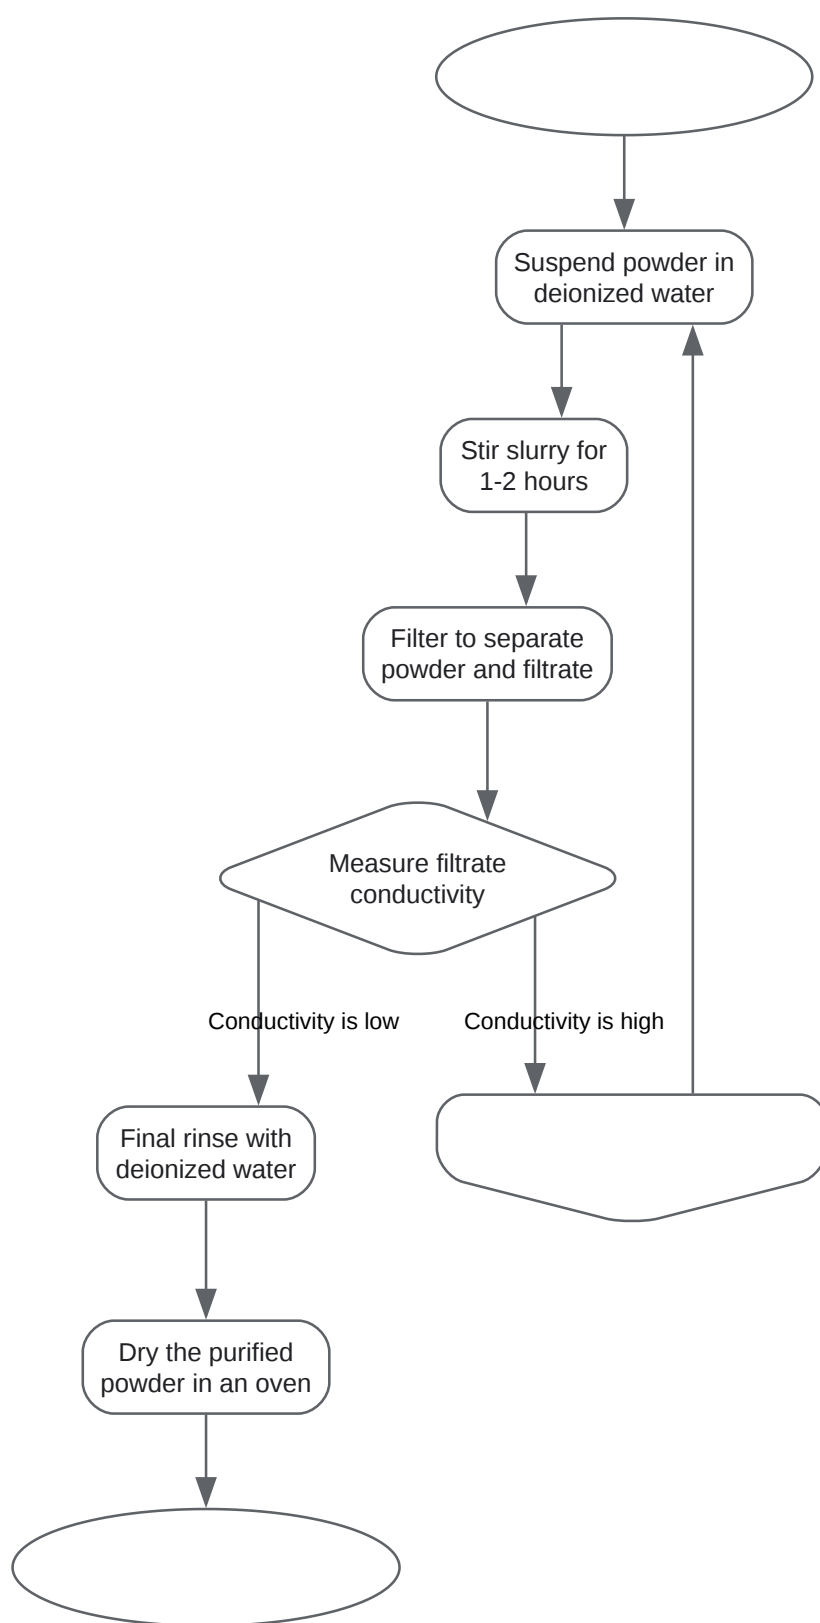 Suspend powder in
deionized water
Stir slurry for
1-2 hours
Filter to separate
powder and filtrate
Measure filtrate
conductivity
Conductivity is low
Conductivity is high
Final rinse with
deionized water
Dry the purified
powder in an oven